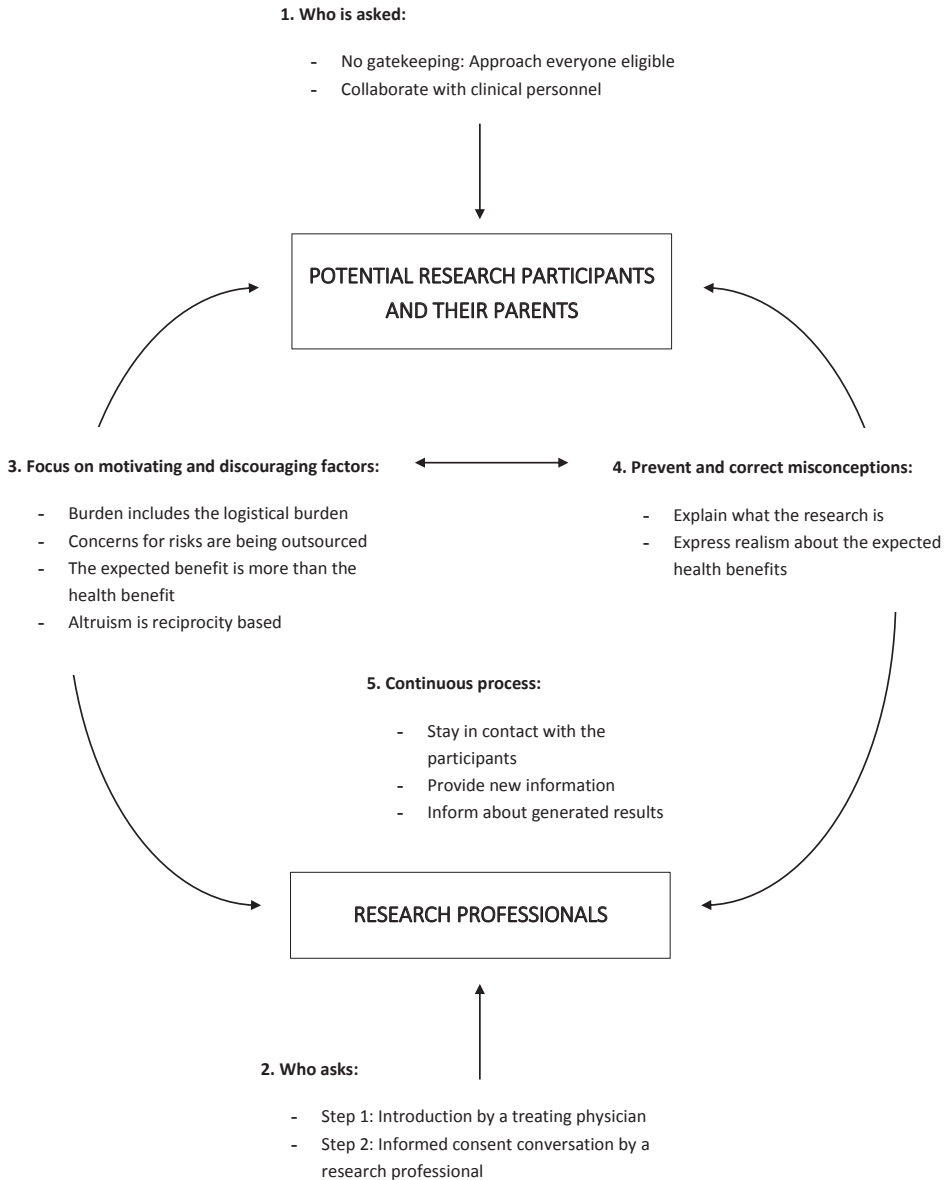 1. Who is asked:
- No gatekeeping: Approach everyone eligible
- Collaborate with clinical personnel
POTENTIAL RESEARCH PARTICIPANTS
AND THEIR PARENTS
3. Focus on motivating and discouraging factors:
- Burden includes the logistical burden
- Concerns for risks are being outsourced
- The expected benefit is more than the
health benefit
- Altruism is reciprocity based
4. Prevent and correct misconceptions:
- Explain what the research is
- Express realism about the expected
health benefits
5. Continuous process:
- Stay in contact with the
participants
- Provide new information
- Inform about generated results
RESEARCH PROFESSIONALS
2. Who asks:
- Step 1: Introduction by a treating physician
- Step 2: Informed consent conversation by a
research professional